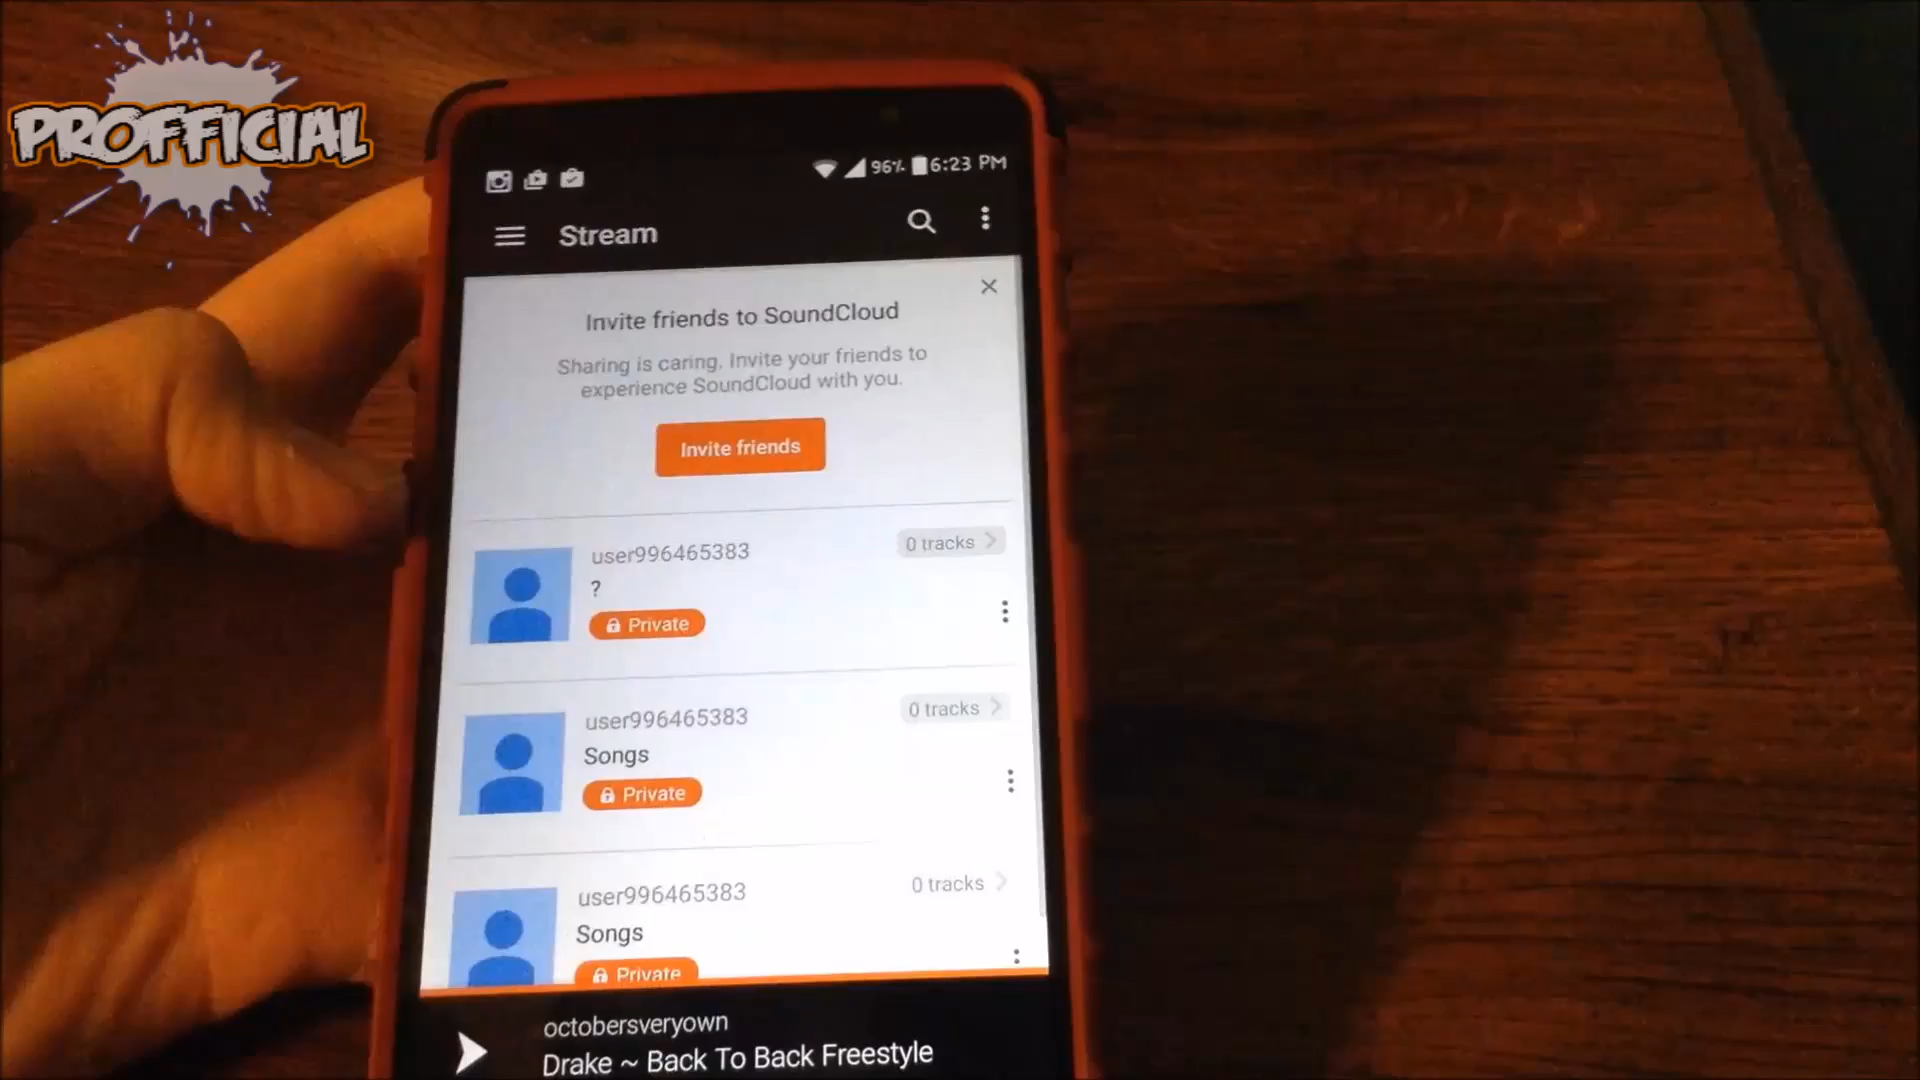 PROFFICIAL
96% 6:23 PM
Stream
Invite friends to SoundCloud
Sharing is caring. Invite your friends to
experience SoundCloud with you.
Invite friends
user996465383
0 tracks
?
Private
user996465383
0 tracks
Songs
Private
user996465383
0 tracks
Songs
Private
octobersveryown
Drake ~ Back To Back Freestyle